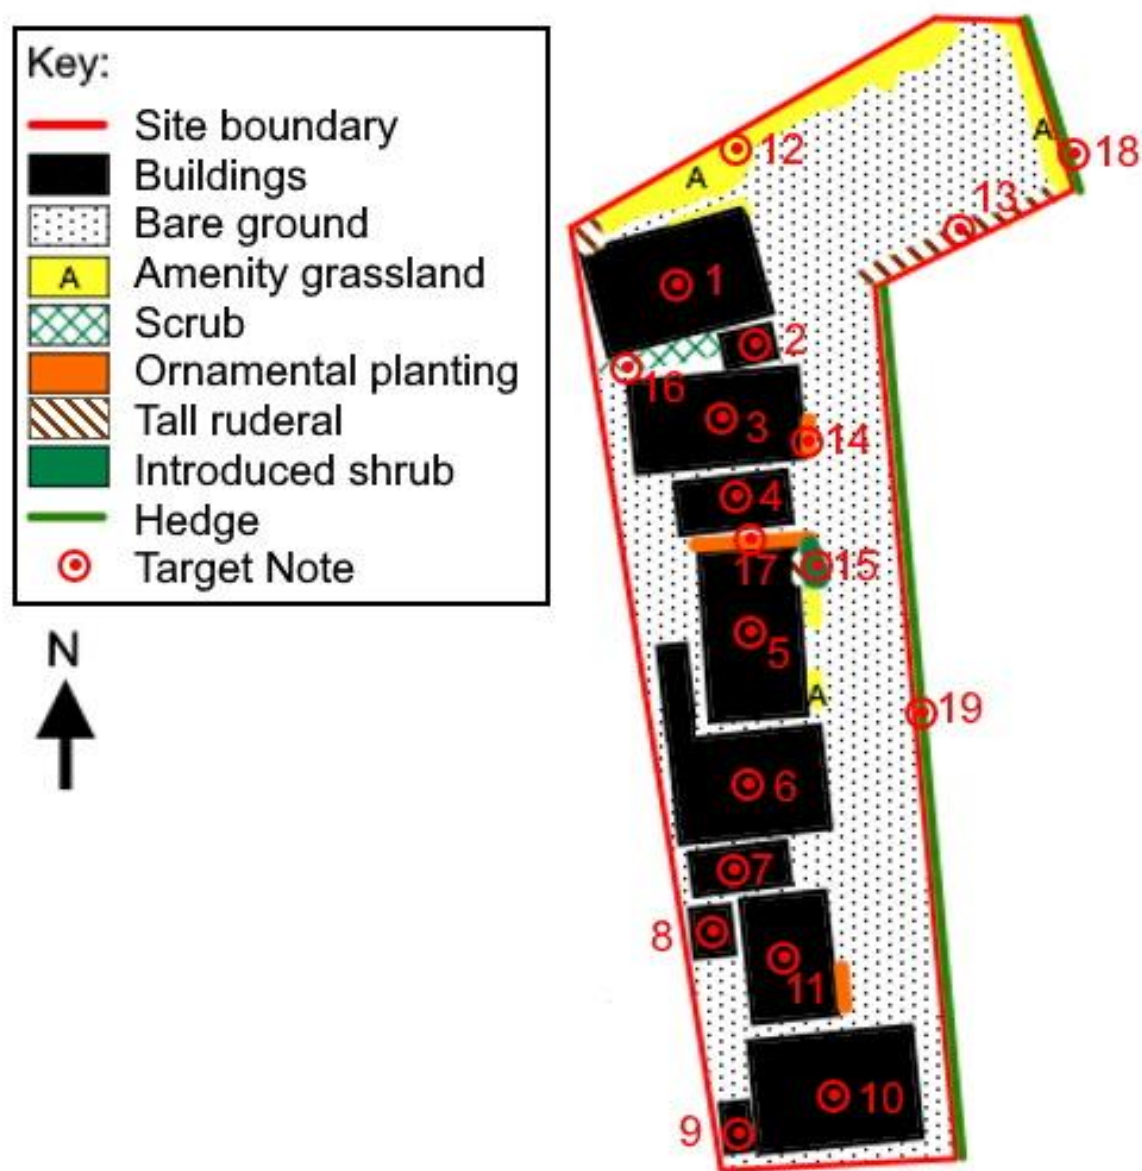 Key:
Site boundary
Buildings
Bare ground
A Amenity grassland
Scrub
Ornamental planting
Tall ruderal
Introduced shrub
Hedge
Target Note
N
12
A
A
18
13
1
2
16
3
14
4
17
15
5
A
19
6
7
8
11
10
9